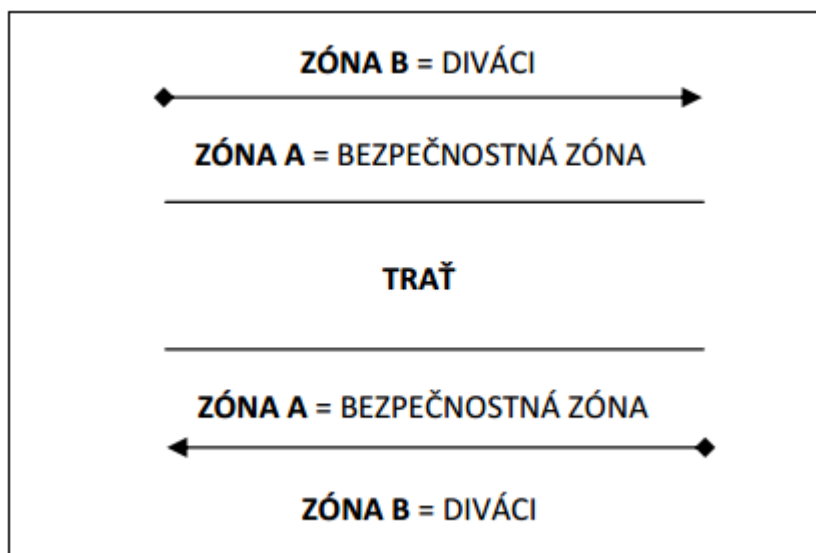 ZÓNA B = DIVÁCI
ZÓNA A = BEZPEČNOSTNÁ ZÓNA
TRAŤ
ZÓNA A = BEZPEČNOSTNÁ ZÓNA
ZÓNA B = DIVÁCI